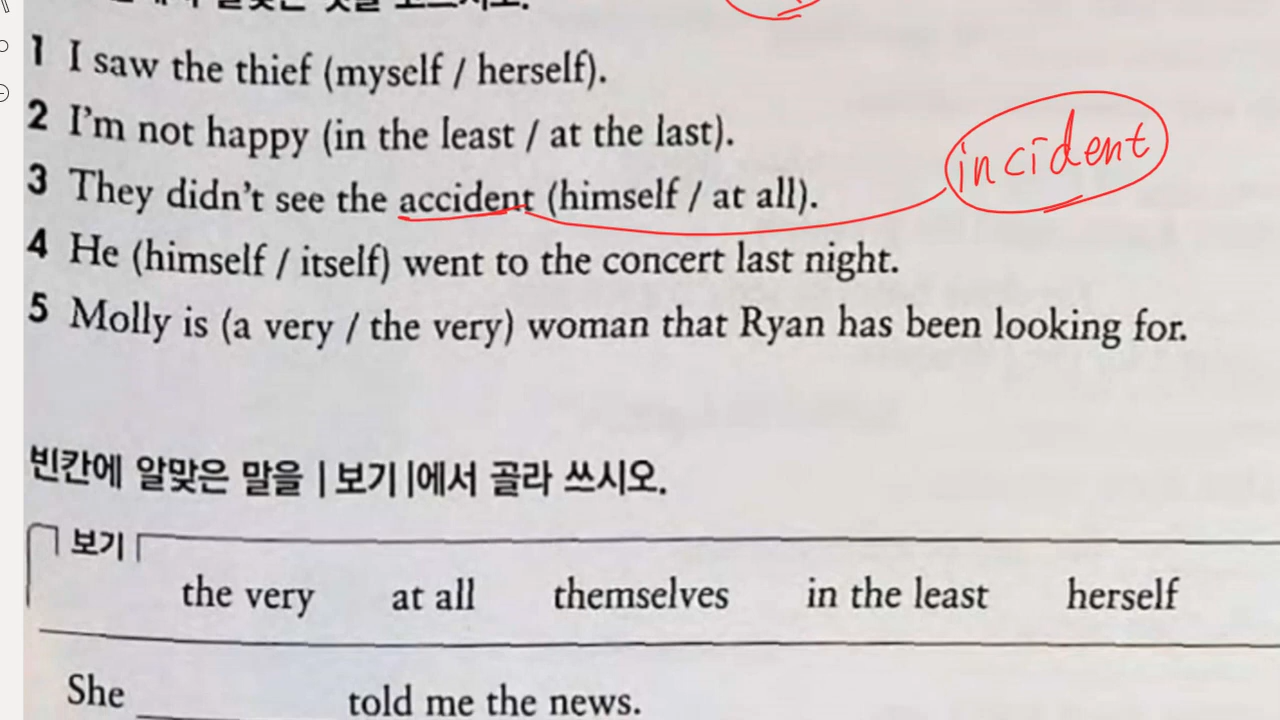 1 I saw the thief (myself / herself).
2 I'm not happy (in the least / at the last).
incident
3 They didn't see the accident (himself / at all).
4 He (himself / itself) went to the concert last night.
5 Molly is (a very / the very) woman that Ryan has been looking for.
빈칸에 알맞은 말을 |보기|에서 골라 쓰시오.
보기
the very at all themselves in the least herself
She ________ told me the news.